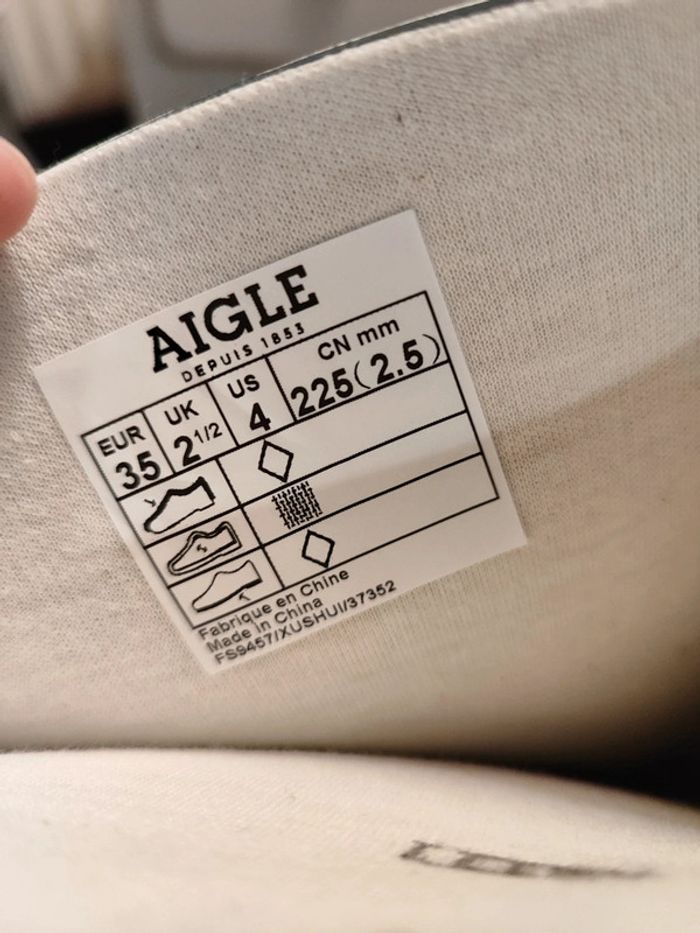 AIGLE
DEPUIS 1853
EUR UK US CN mm
35 2 1/2 4 225(2.5)
Fabrique en Chine
Made in China
FS9457/XUSHUI/37352